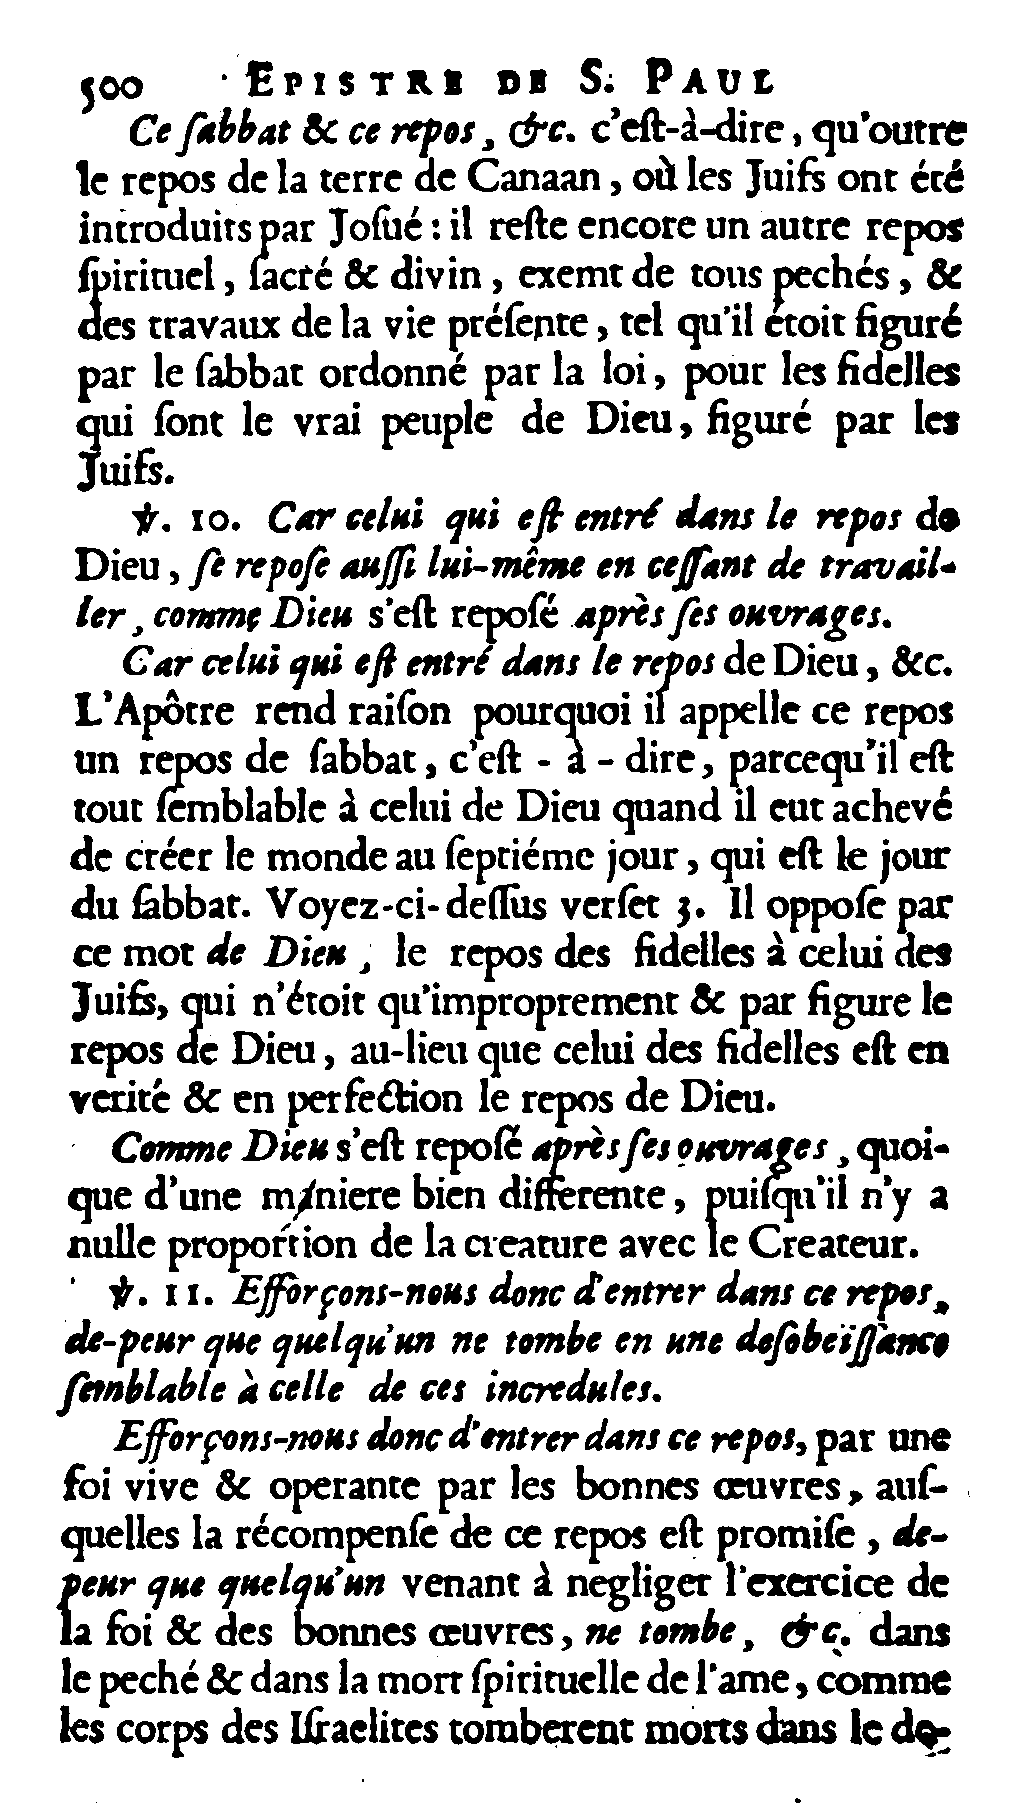 500 EPISTRE DE S. PAUL
Ce ſabbat & ce repos, &c. c'eſt-à-dire, qu'outre
le repos de la terre de Canaan, où les Juifs ont été
introduits par Joſué : il reſte encore un autre repos
ſpirituel, ſacré & divin, exemt de tous pechés, &
des travaux de la vie préſente, tel qu'il étoit figuré
par le ſabbat ordonné par la loi, pour les fidelles
qui ſont le vrai peuple de Dieu, figuré par les
Juifs.
℣. 10. Car celui qui eſt entré dans le repos de
Dieu, ſe repoſe auſſi lui-même en ceſſant de travail-
ler, comme Dieu s'eſt repoſé après ſes ouvrages.
Car celui qui eſt entré dans le repos de Dieu, &c.
L'Apôtre rend raiſon pourquoi il appelle ce repos
un repos de ſabbat, c'eſt - à - dire, parcequ'il eſt
tout ſemblable à celui de Dieu quand il eut achevé
de créer le monde au ſeptiéme jour, qui eſt le jour
du ſabbat. Voyez-ci-deſſus verſet 3. Il oppoſe par
ce mot de Dieu, le repos des fidelles à celui des
Juifs, qui n'étoit qu'improprement & par figure le
repos de Dieu, au-lieu que celui des fidelles eſt en
verité & en perfection le repos de Dieu.
Comme Dieu s'eſt repoſé après ſes ouvrages, quoi-
que d'une maniere bien differente, puiſqu'il n'y a
nulle proportion de la creature avec le Createur.
℣. 11. Efforçons-nous donc d'entrer dans ce repos,
de-peur que quelqu'un ne tombe en une deſobeïſſance
ſemblable à celle de ces incredules.
Efforçons-nous donc d'entrer dans ce repos, par une
foi vive & operante par les bonnes œuvres, auſ-
quelles la récompenſe de ce repos eſt promiſe, de-
peur que quelqu'un venant à negliger l'exercice de
la foi & des bonnes œuvres, ne tombe, &c. dans
le peché & dans la mort ſpirituelle de l'ame, comme
les corps des Iſraelites tomberent morts dans le de-